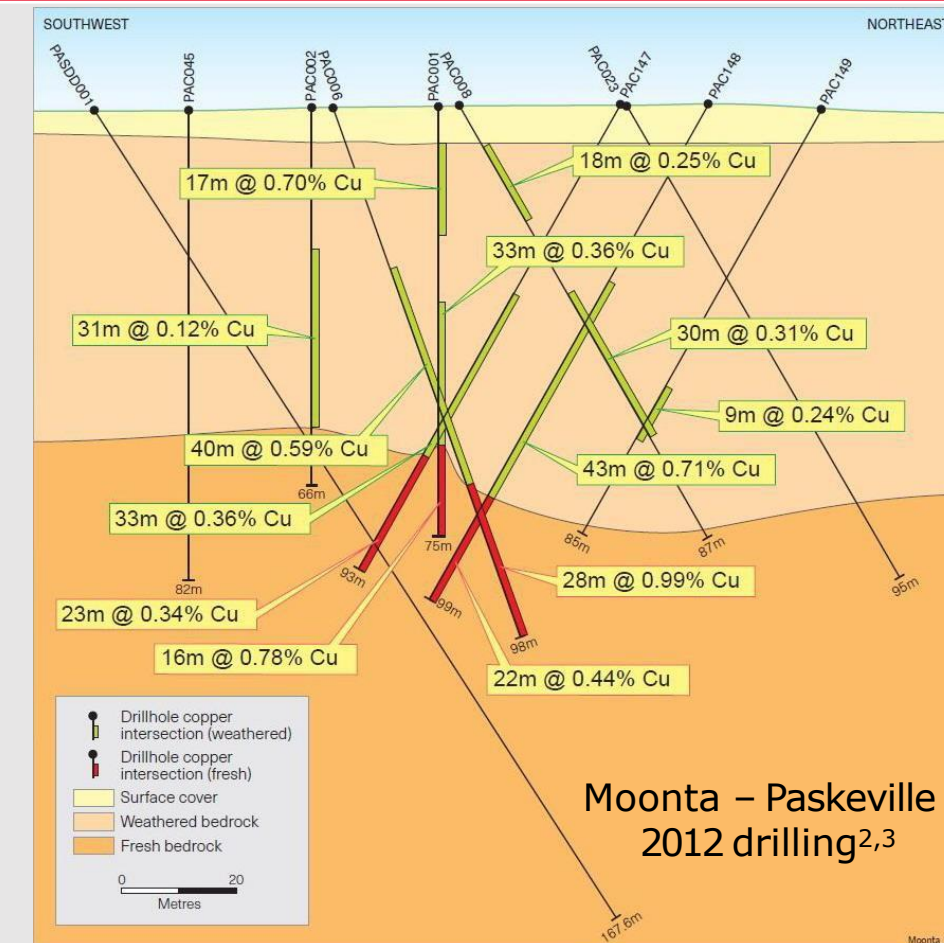 SOUTHWEST
NORTHEAST
PASDD001
PAC045
PAC002
PAC006
PAC001
PAC008
PAC023
PAC147
PAC148
PAC149
18m @ 0.25% Cu
17m @ 0.70% Cu
33m @ 0.36% Cu
31m @ 0.12% Cu
30m @ 0.31% Cu
9m @ 0.24% Cu
40m @ 0.59% Cu
43m @ 0.71% Cu
66m
33m @ 0.36% Cu
75m
85m
87m
93m
82m
95m
99m
28m @ 0.99% Cu
23m @ 0.34% Cu
98m
16m @ 0.78% Cu
22m @ 0.44% Cu
Drillhole copper
intersection (weathered)
Drillhole copper
intersection (fresh)
Surface cover
Weathered bedrock
Fresh bedrock
0 20
Metres
Moonta – Paskeville
2012 drilling2,3
167.6m
Moonta